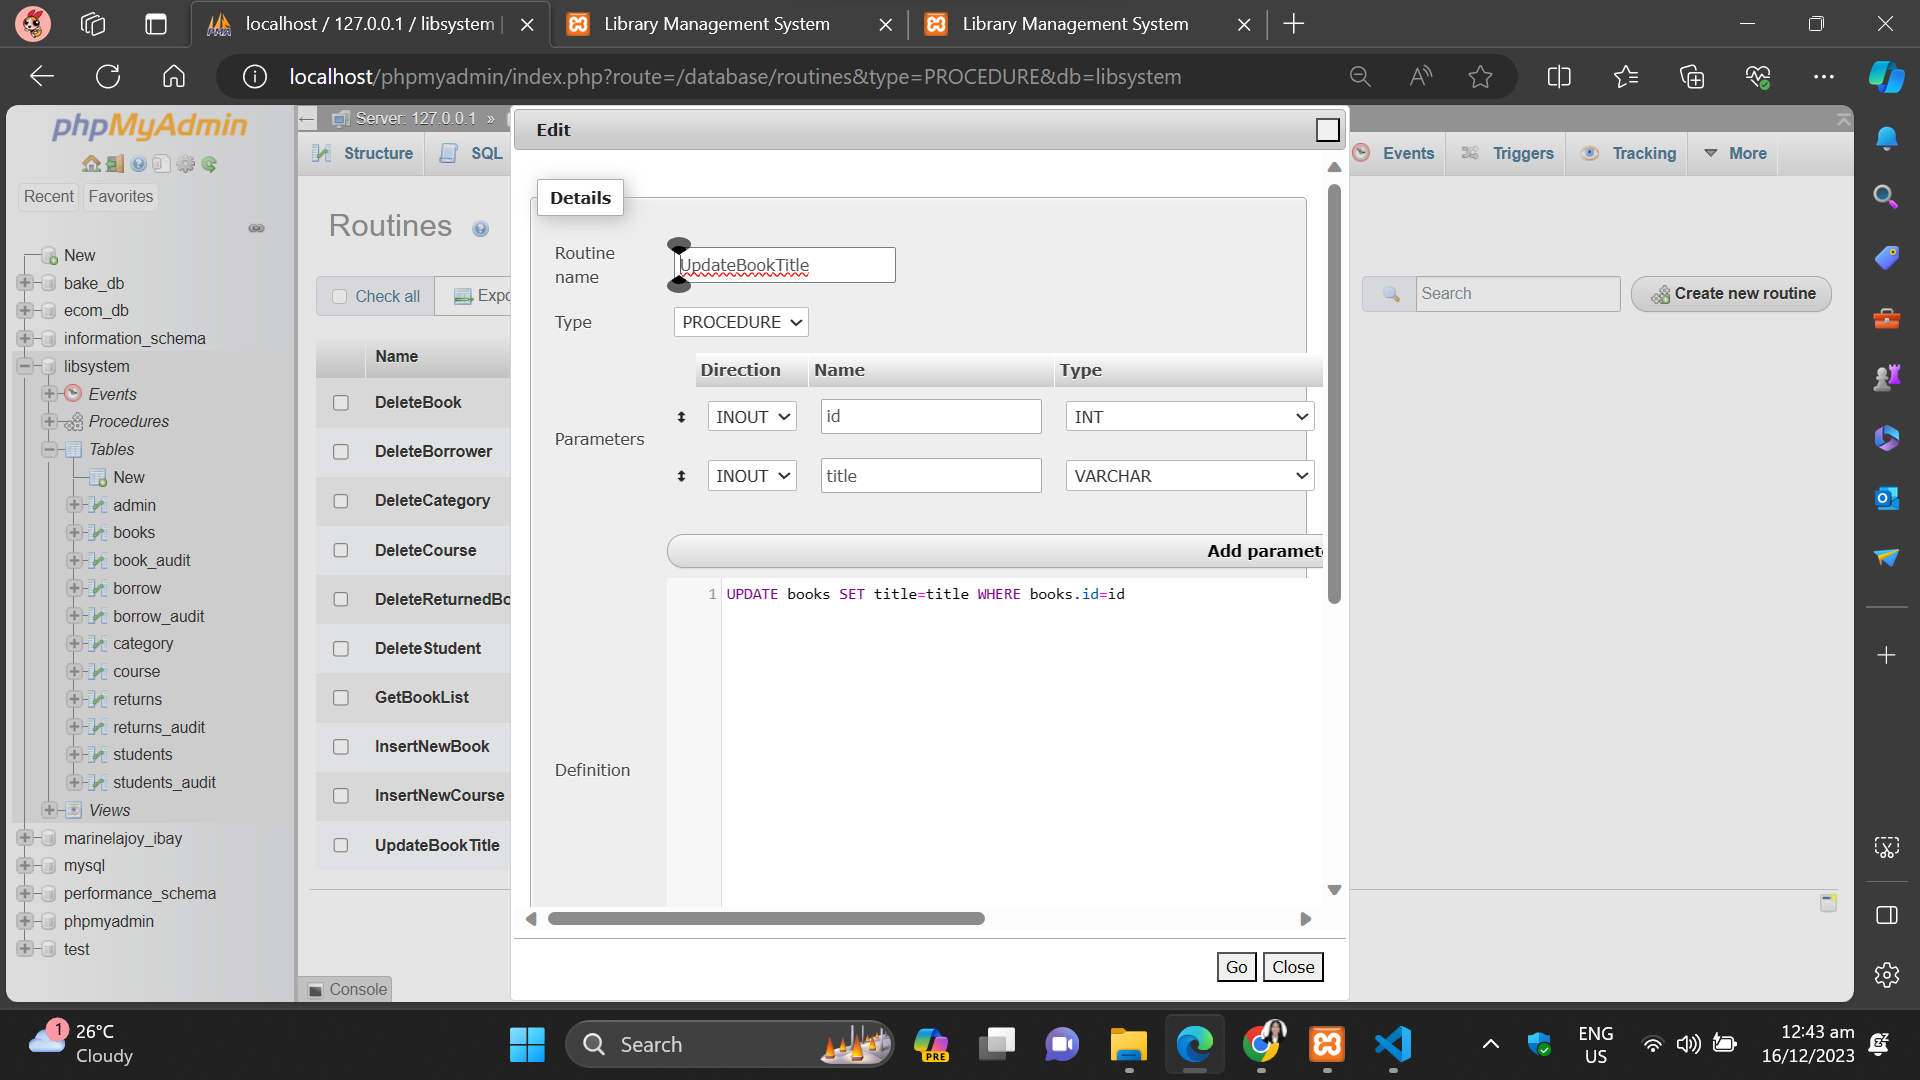 localhost / 127.0.0.1 / libsystem |
Library Management System
Library Management System
localhost/phpmyadmin/index.php?route=/database/routines&type=PROCEDURE&db=libsystem
phpMyAdmin
Recent
Favorites
New
bake_db
ecom_db
information_schema
libsystem
Events
Procedures
Tables
New
admin
books
book_audit
borrow
borrow_audit
category
course
returns
returns_audit
students
students_audit
Views
marinelajoy_ibay
mysql
performance_schema
phpmyadmin
test
Server: 127.0.0.1 »
Structure
SQL
Events
Triggers
Tracking
More
Routines
Check all
Expo
Search
Create new routine
Name
DeleteBook
DeleteBorrower
DeleteCategory
DeleteCourse
DeleteReturnedBo
DeleteStudent
GetBookList
InsertNewBook
InsertNewCourse
UpdateBookTitle
Console
Edit
Details
Routine
name
UpdateBookTitle
Type
PROCEDURE
Direction Name Type
Parameters
INOUT id INT
INOUT title VARCHAR
Add paramete
1 UPDATE books SET title=title WHERE books.id=id
Definition
Go
Close
1
26°C
Cloudy
Search
PRE
ENG
US
12:43 am
16/12/2023